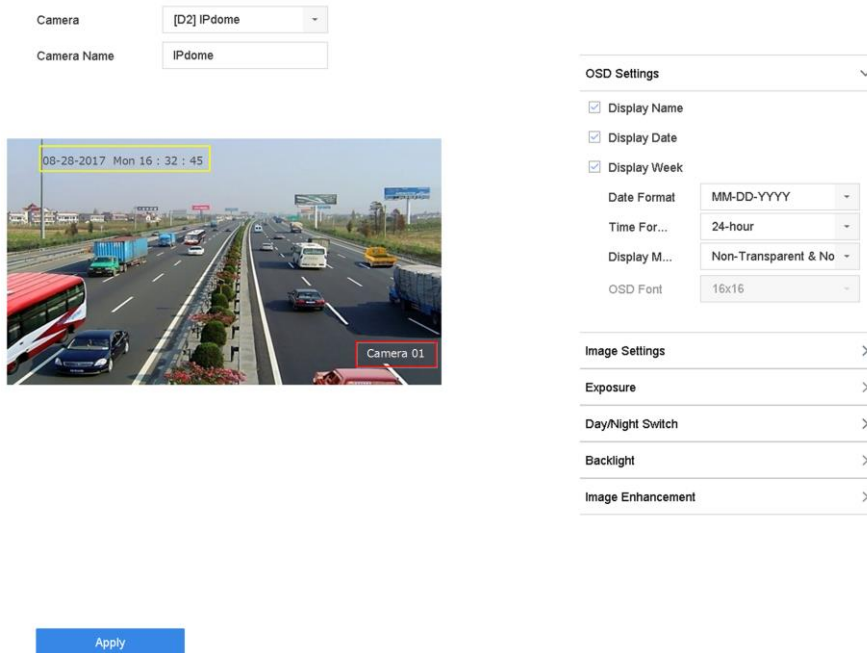 Camera [D2] IPdome
Camera Name IPdome
08-28-2017 Mon 16 : 32 : 45
Camera 01
OSD Settings
Display Name
Display Date
Display Week
Date Format MM-DD-YYYY
Time For... 24-hour
Display M... Non-Transparent & No
OSD Font 16x16
Image Settings
Exposure
Day/Night Switch
Backlight
Image Enhancement
Apply